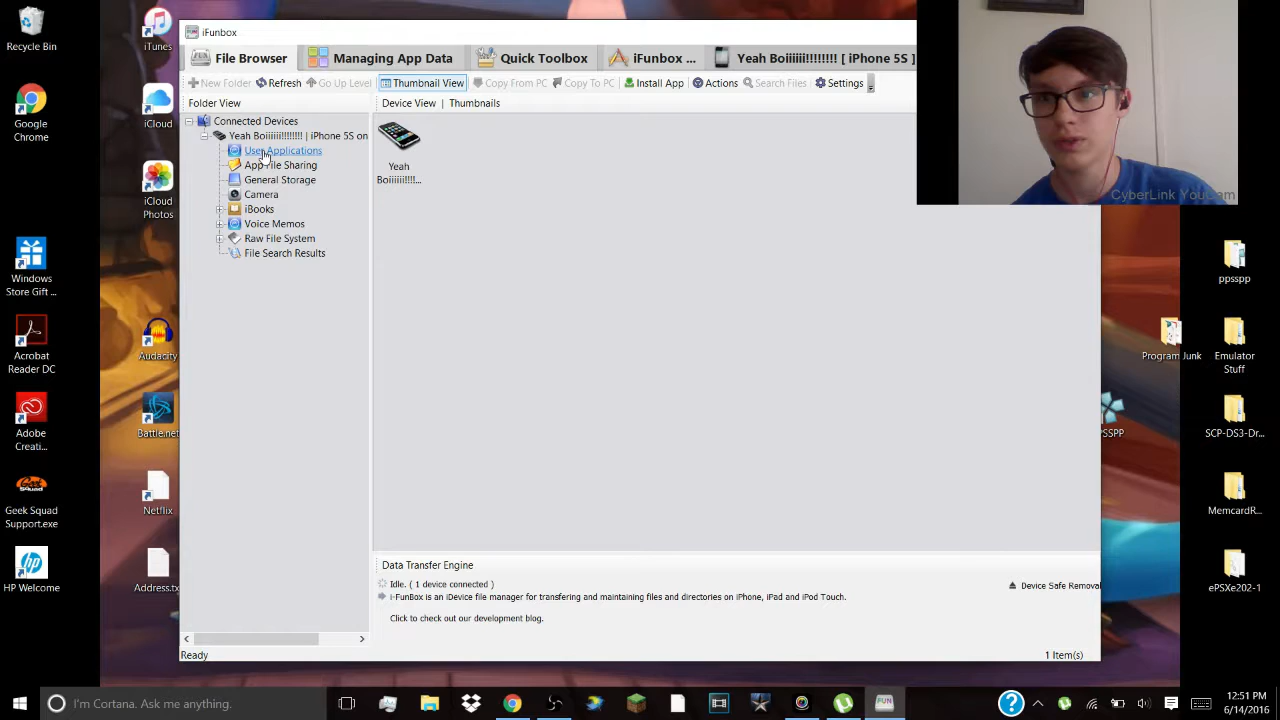 Recycle Bin
Google
Chrome
Windows
Store Gift ...
Acrobat
Reader DC
Adobe
Creati...
Geek Squad
Support.exe
HP Welcome
iTunes
iCloud
iCloud
Photos
Audacity
Battle.net
Netflix
Address.tx
iFunbox
File Browser
Managing App Data
Quick Toolbox
iFunbox ...
Yeah Boiiiiii!!!!!!!! [ iPhone 5S ]
New Folder
Refresh
Go Up Level
Thumbnail View
Copy From PC
Copy To PC
Install App
Actions
Search Files
Settings
Folder View
Device View | Thumbnails
Connected Devices
Yeah Boiiiiii!!!!!!!! | iPhone 5S on
User Applications
App File Sharing
General Storage
Camera
iBooks
Voice Memos
Raw File System
File Search Results
Yeah
Boiiiiii!!!!...
Data Transfer Engine
Idle. ( 1 device connected )
i-FunBox is an iDevice file manager for transfering and maintaining files and directories on iPhone, iPad and iPod Touch.
Click to check out our development blog.
Device Safe Removal
Ready
1 Item(s)
CyberLink YouCam
ppsspp
Program Junk
Emulator
Stuff
SSPP
SCP-DS3-Dr...
MemcardR...
ePSXe202-1
FUN
I'm Cortana. Ask me anything.
12:51 PM
6/14/2016